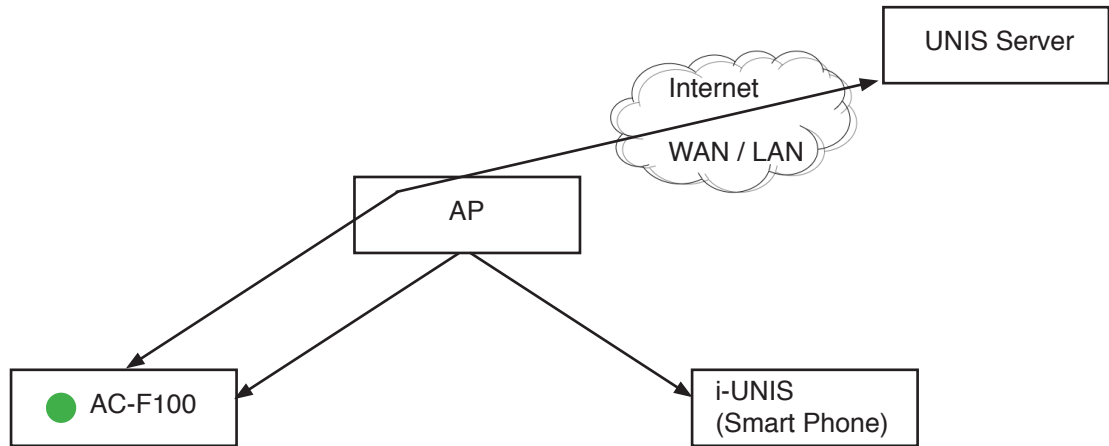 UNIS Server
Internet
WAN / LAN
AP
AC-F100
i-UNIS
(Smart Phone)